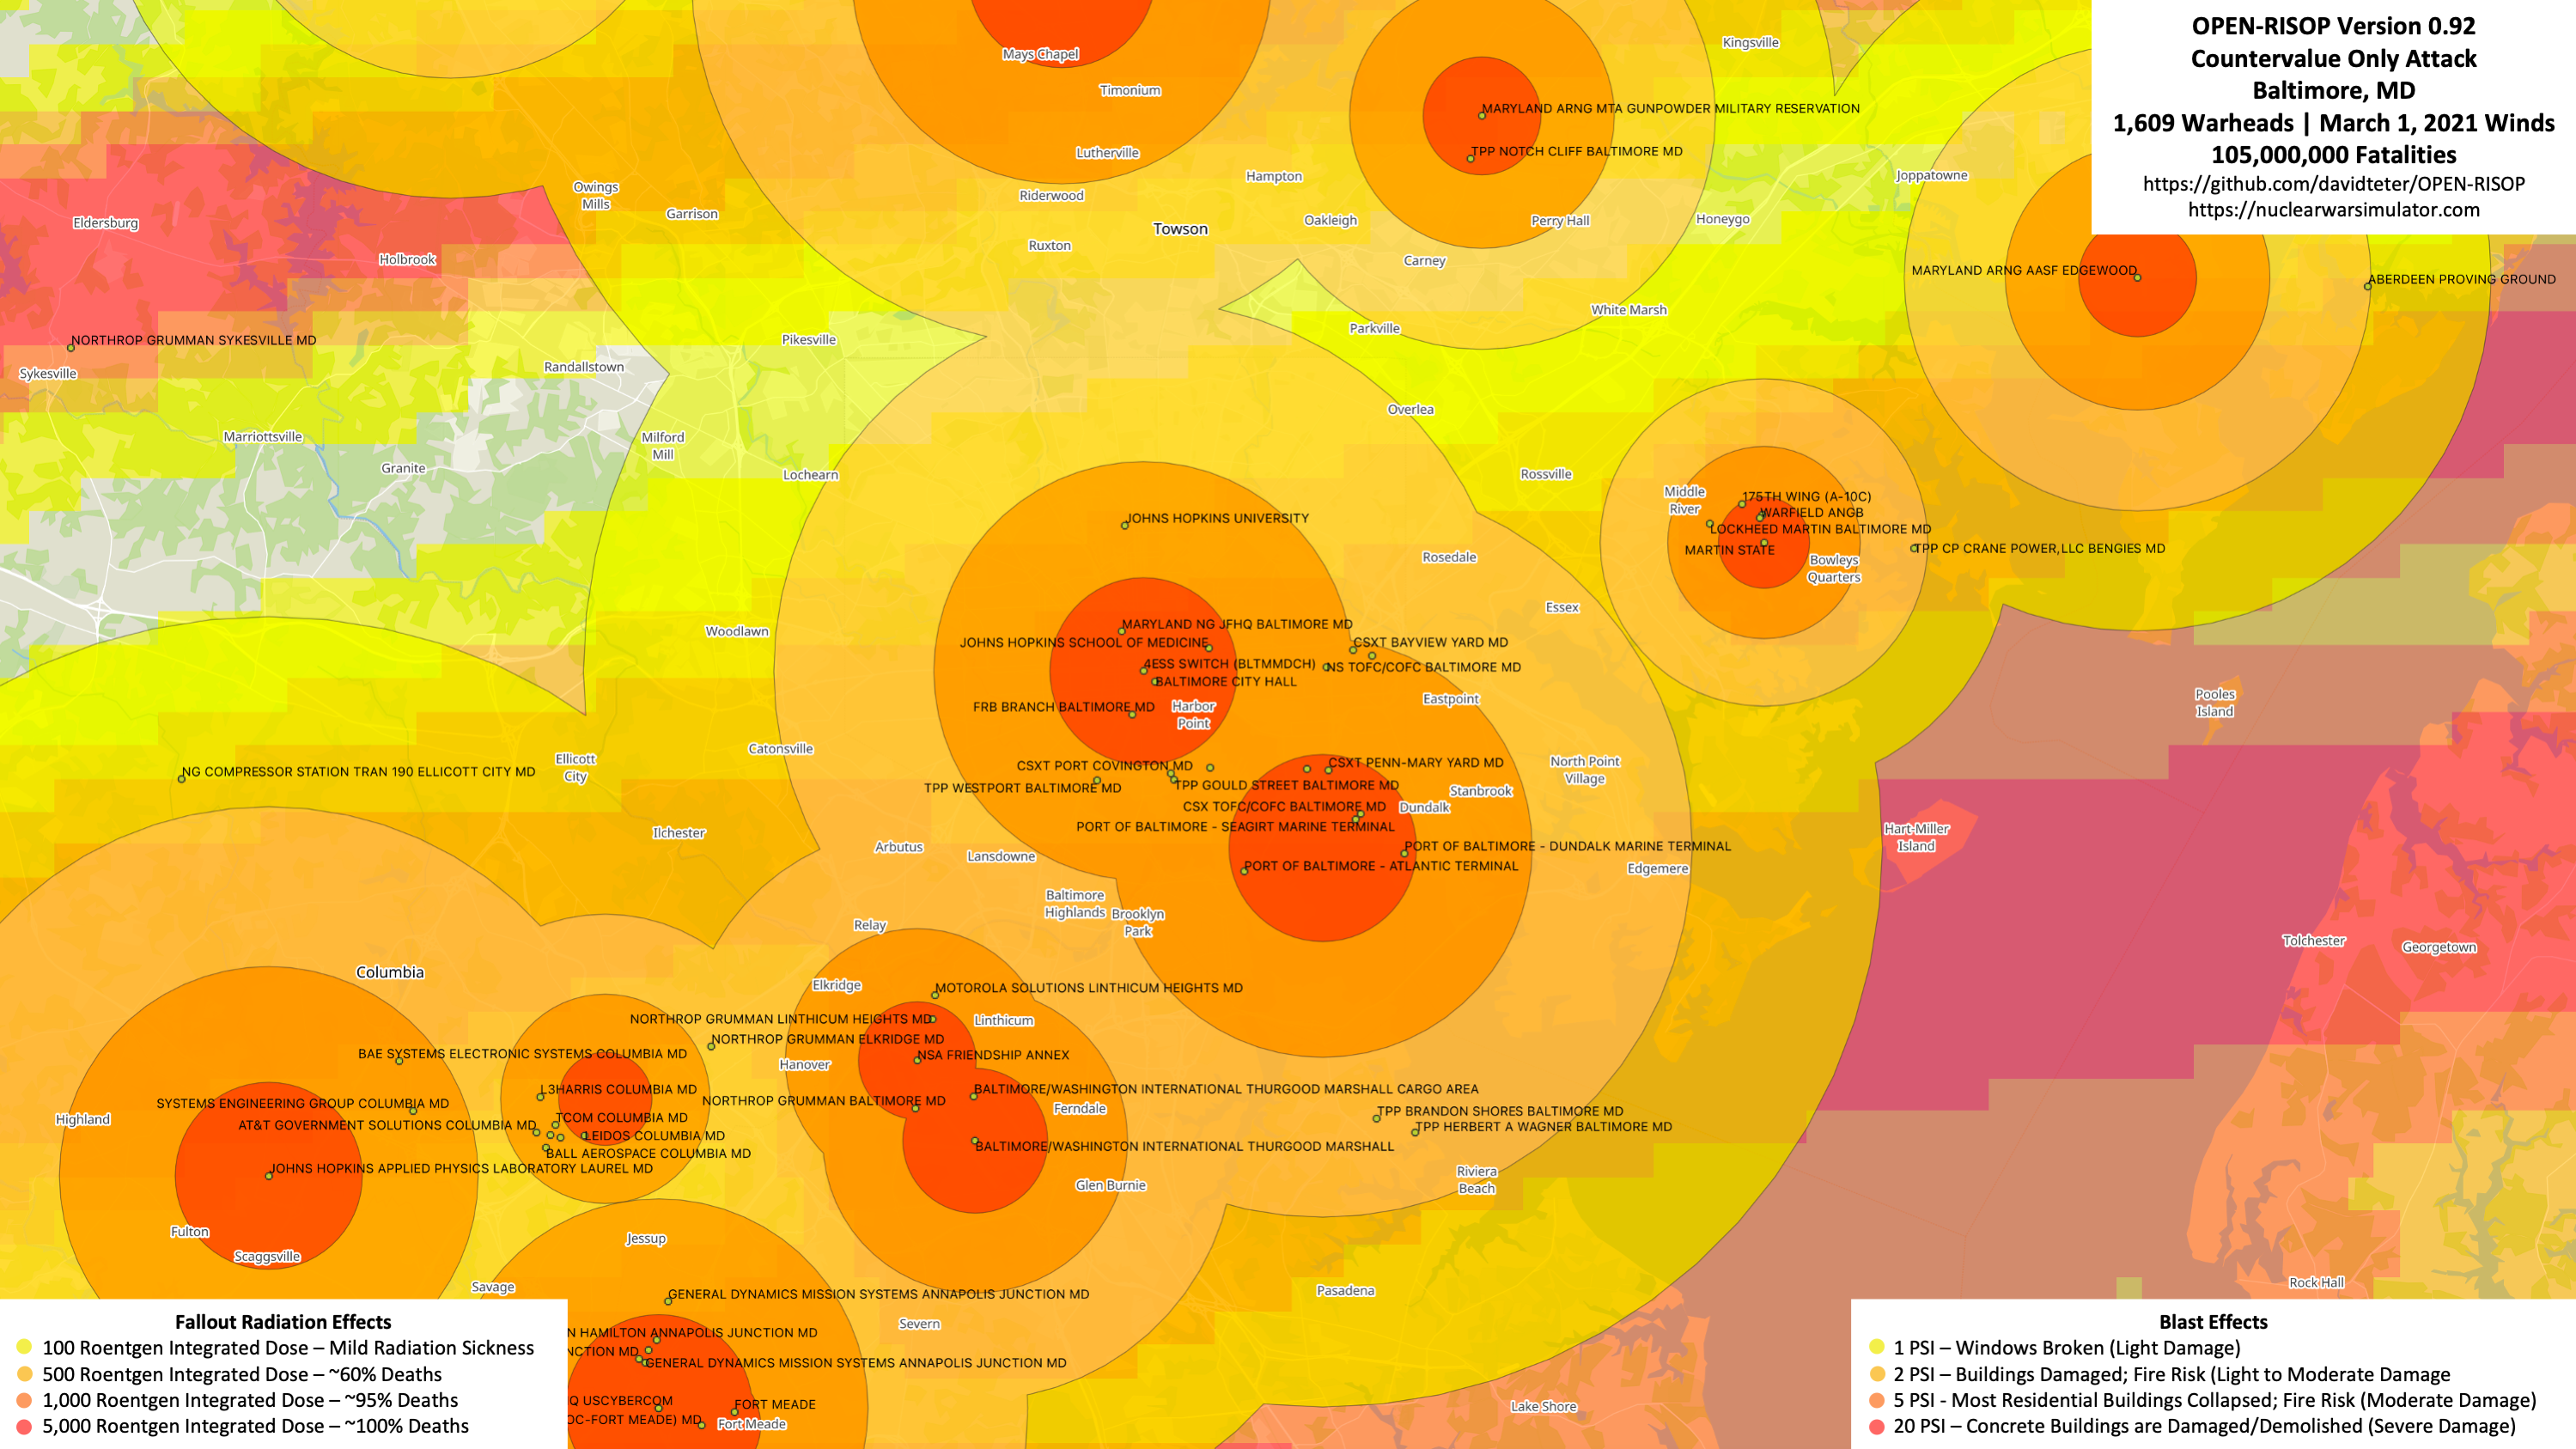 OPEN-RISOP Version 0.92
Countervalue Only Attack
Baltimore, MD
1,609 Warheads | March 1, 2021 Winds
105,000,000 Fatalities
https://github.com/davidteter/OPEN-RISOP
https://nuclearwarsimulator.com
Kingsville
Mays Chapel
Timonium
MARYLAND ARNG MTA GUNPOWDER MILITARY RESERVATION
Lutherville
TPP NOTCH CLIFF BALTIMORE MD
Hampton
Joppatowne
Owings
Mills
Riderwood
Garrison
Oakleigh
Perry Hall
Honeygo
Eldersburg
Towson
Ruxton
Holbrook
Carney
MARYLAND ARNG AASF EDGEWOOD
ABERDEEN PROVING GROUND
White Marsh
Parkville
NORTHROP GRUMMAN SYKESVILLE MD
Pikesville
Randallstown
Sykesville
Overlea
Marriottsville
Milford
Mill
Granite
Lochearn
Rossville
Middle
River
175TH WING (A-10C)
WARFIELD ANGB
JOHNS HOPKINS UNIVERSITY
LOCKHEED MARTIN BALTIMORE MD
MARTIN STATE
TPP CP CRANE POWER,LLC BENGIES MD
Rosedale
Bowleys
Quarters
Essex
MARYLAND NG JFHQ BALTIMORE MD
Woodlawn
JOHNS HOPKINS SCHOOL OF MEDICINE
CSXT BAYVIEW YARD MD
4ESS SWITCH (BLTMMDCH)
NS TOFC/COFC BALTIMORE MD
BALTIMORE CITY HALL
Eastpoint
Pooles
Island
FRB BRANCH BALTIMORE MD
Harbor
Point
Catonsville
Ellicott
City
NG COMPRESSOR STATION TRAN 190 ELLICOTT CITY MD
CSXT PORT COVINGTON MD
CSXT PENN-MARY YARD MD
North Point
Village
TPP WESTPORT BALTIMORE MD
TPP GOULD STREET BALTIMORE MD
Stanbrook
CSX TOFC/COFC BALTIMORE MD
Dundalk
PORT OF BALTIMORE - SEAGIRT MARINE TERMINAL
Ilchester
Hart-Miller
Island
Arbutus
Lansdowne
PORT OF BALTIMORE - DUNDALK MARINE TERMINAL
PORT OF BALTIMORE - ATLANTIC TERMINAL
Edgemere
Baltimore
Highlands
Brooklyn
Park
Relay
Tolchester
Georgetown
Columbia
Elkridge
MOTOROLA SOLUTIONS LINTHICUM HEIGHTS MD
NORTHROP GRUMMAN LINTHICUM HEIGHTS MD
Linthicum
NORTHROP GRUMMAN ELKRIDGE MD
BAE SYSTEMS ELECTRONIC SYSTEMS COLUMBIA MD
NSA FRIENDSHIP ANNEX
Hanover
L3HARRIS COLUMBIA MD
BALTIMORE/WASHINGTON INTERNATIONAL THURGOOD MARSHALL CARGO AREA
SYSTEMS ENGINEERING GROUP COLUMBIA MD
NORTHROP GRUMMAN BALTIMORE MD
Ferndale
Highland
TCOM COLUMBIA MD
TPP BRANDON SHORES BALTIMORE MD
AT&T GOVERNMENT SOLUTIONS COLUMBIA MD
TPP HERBERT A WAGNER BALTIMORE MD
LEIDOS COLUMBIA MD
BALL AEROSPACE COLUMBIA MD
BALTIMORE/WASHINGTON INTERNATIONAL THURGOOD MARSHALL
JOHNS HOPKINS APPLIED PHYSICS LABORATORY LAUREL MD
Riviera
Beach
Glen Burnie
Fulton
Jessup
Scaggsville
Savage
Pasadena
Rock Hall
GENERAL DYNAMICS MISSION SYSTEMS ANNAPOLIS JUNCTION MD
Severn
N HAMILTON ANNAPOLIS JUNCTION MD
NCTION MD
GENERAL DYNAMICS MISSION SYSTEMS ANNAPOLIS JUNCTION MD
Q USCYBERCOM
FORT MEADE
OC-FORT MEADE) MD
Fort Meade
Lake Shore
Fallout Radiation Effects
100 Roentgen Integrated Dose – Mild Radiation Sickness
500 Roentgen Integrated Dose – ~60% Deaths
1,000 Roentgen Integrated Dose – ~95% Deaths
5,000 Roentgen Integrated Dose – ~100% Deaths
Blast Effects
1 PSI – Windows Broken (Light Damage)
2 PSI – Buildings Damaged; Fire Risk (Light to Moderate Damage
5 PSI - Most Residential Buildings Collapsed; Fire Risk (Moderate Damage)
20 PSI – Concrete Buildings are Damaged/Demolished (Severe Damage)